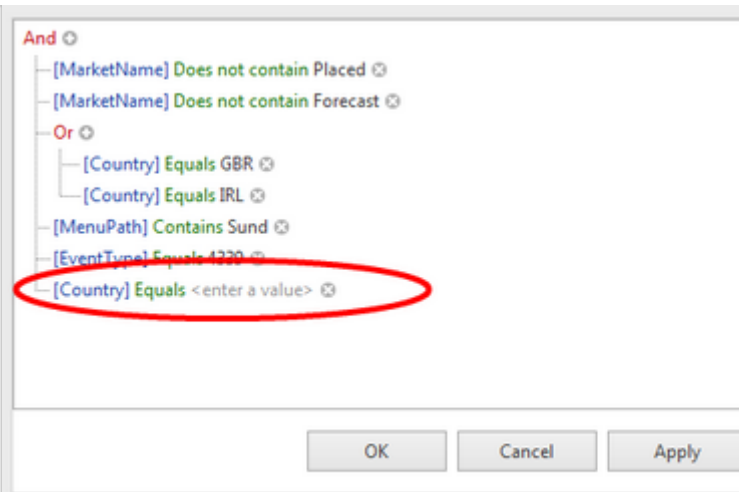 And
[MarketName] Does not contain Placed
[MarketName] Does not contain Forecast
Or
[Country] Equals GBR
[Country] Equals IRL
[MenuPath] Contains Sund
[EventType] Equals 4339
[Country] Equals <enter a value>
OK Cancel Apply